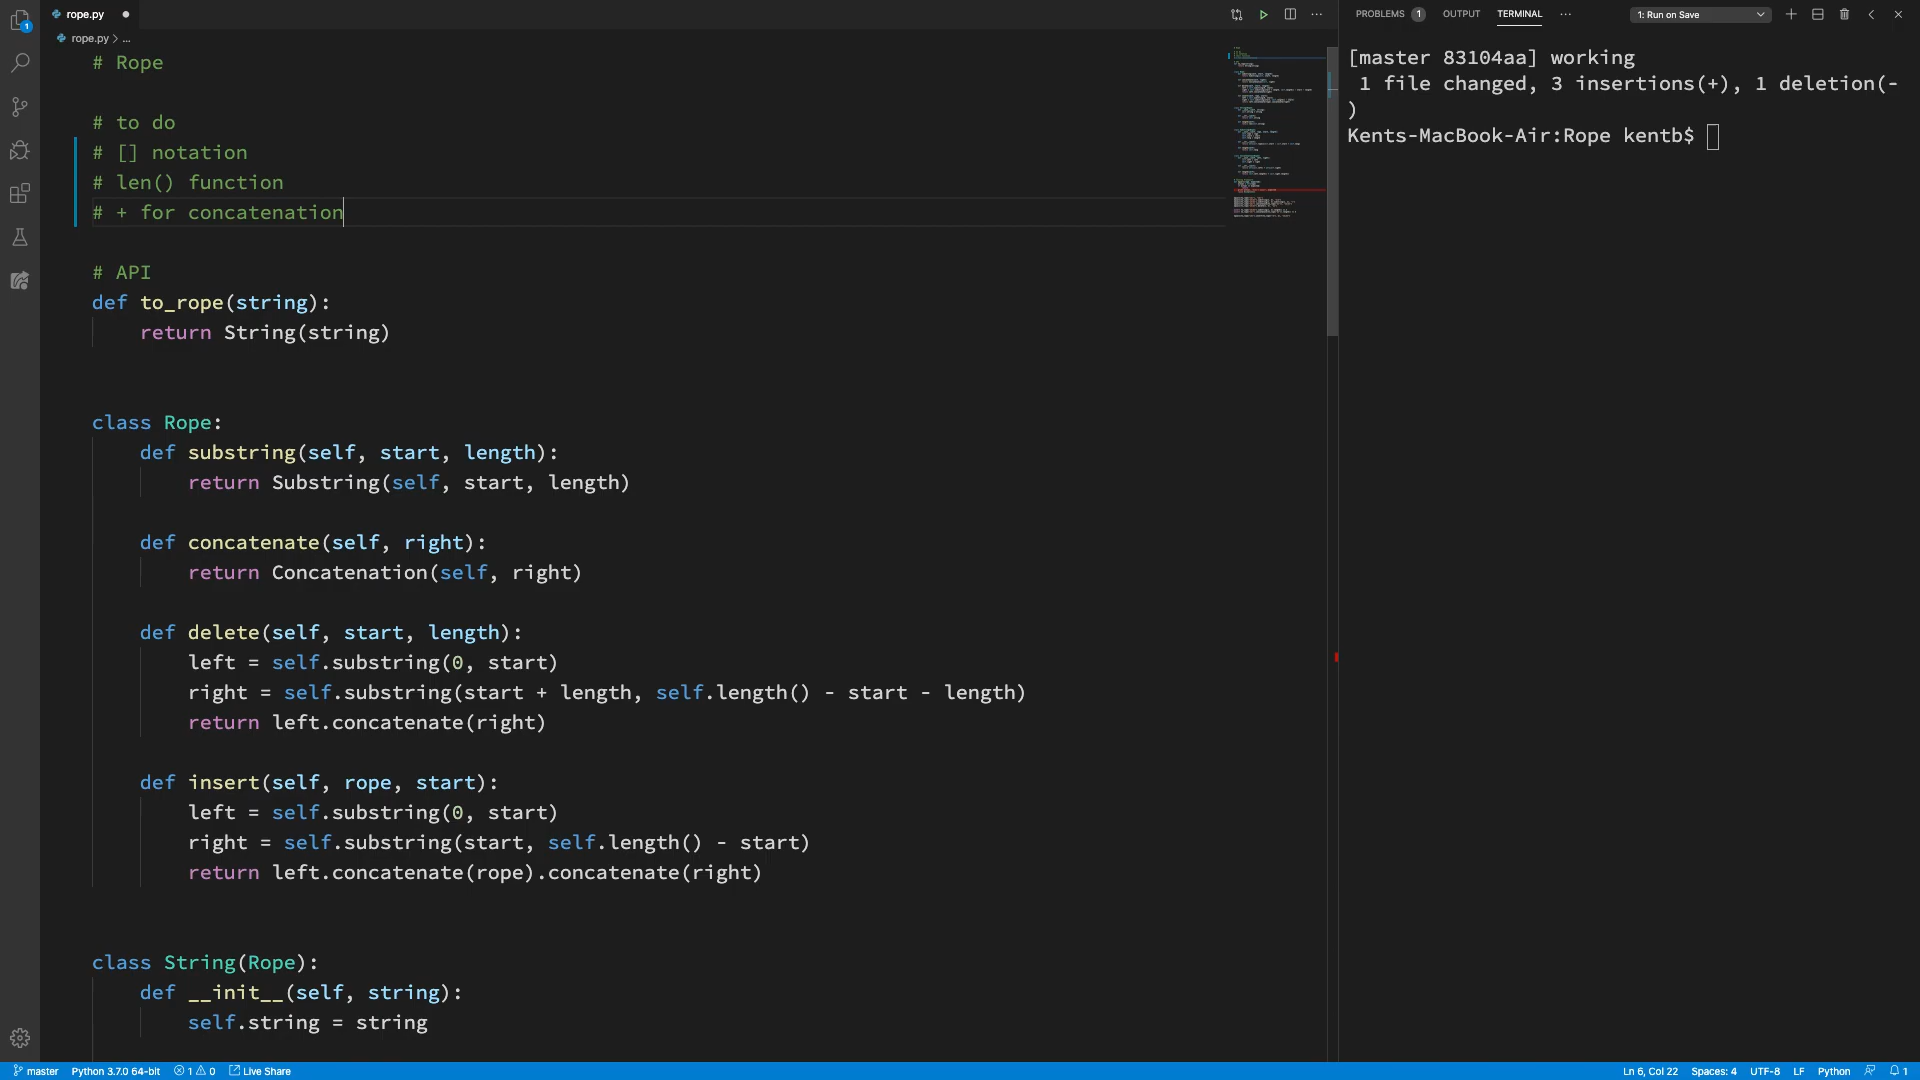 rope.py
rope.py > ...
# Rope
# to do
# [] notation
# len() function
# + for concatenation
# API
def to_rope(string):
    return String(string)
class Rope:
    def substring(self, start, length):
        return Substring(self, start, length)
    def concatenate(self, right):
        return Concatenation(self, right)
    def delete(self, start, length):
        left = self.substring(0, start)
        right = self.substring(start + length, self.length() - start - length)
        return left.concatenate(right)
    def insert(self, rope, start):
        left = self.substring(0, start)
        right = self.substring(start, self.length() - start)
        return left.concatenate(rope).concatenate(right)
class String(Rope):
    def __init__(self, string):
        self.string = string
PROBLEMS 1 OUTPUT TERMINAL ... 1: Run on Save
[master 83104aa] working
 1 file changed, 3 insertions(+), 1 deletion(-
)
Kents-MacBook-Air:Rope kentb$
1
master Python 3.7.0 64-bit 1 0 Live Share Ln 6, Col 22 Spaces: 4 UTF-8 LF Python 1